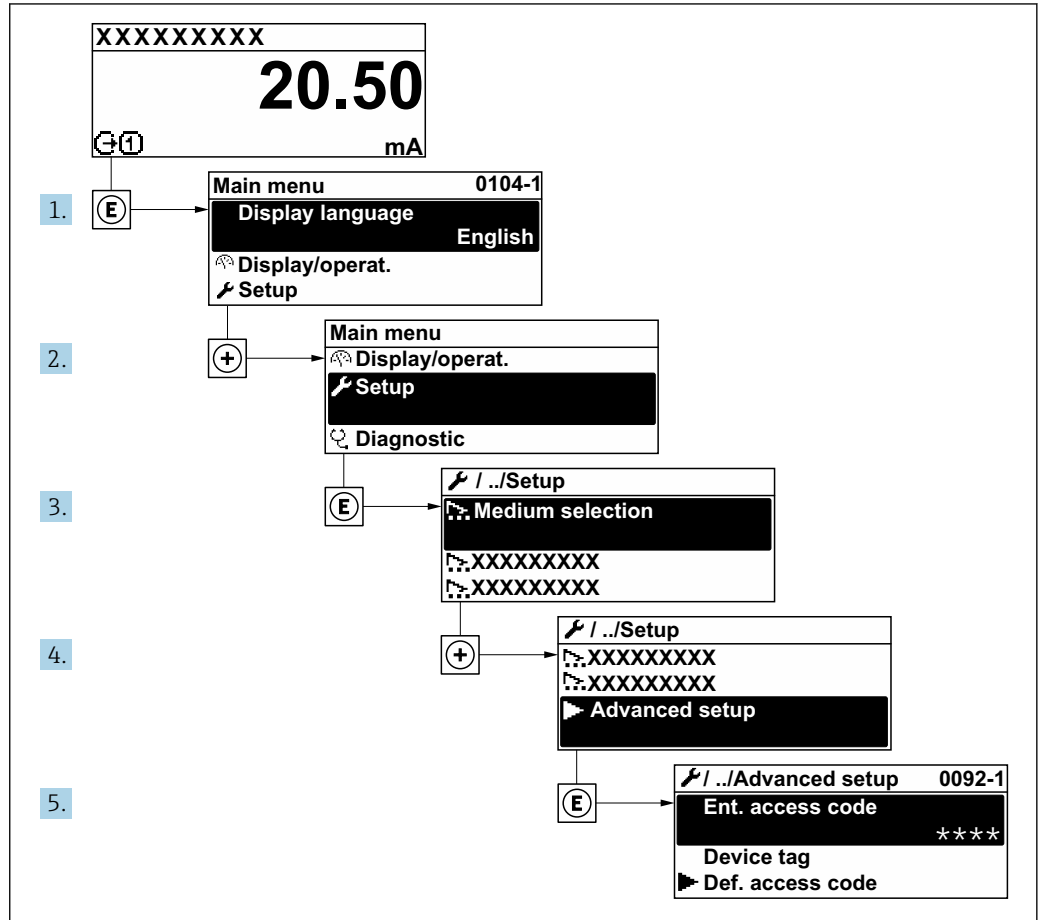 XXXXXXXXX
20.50
mA
1.
E
Main menu 0104-1
Display language
English
Display/operat.
Setup
2.
+
Main menu
Display/operat.
Setup
Diagnostic
3.
E
/ ../Setup
Medium selection
XXXXXXXXX
XXXXXXXXX
4.
+
/ ../Setup
XXXXXXXXX
XXXXXXXXX
Advanced setup
5.
E
/ ../Advanced setup 0092-1
Ent. access code
****
Device tag
Def. access code